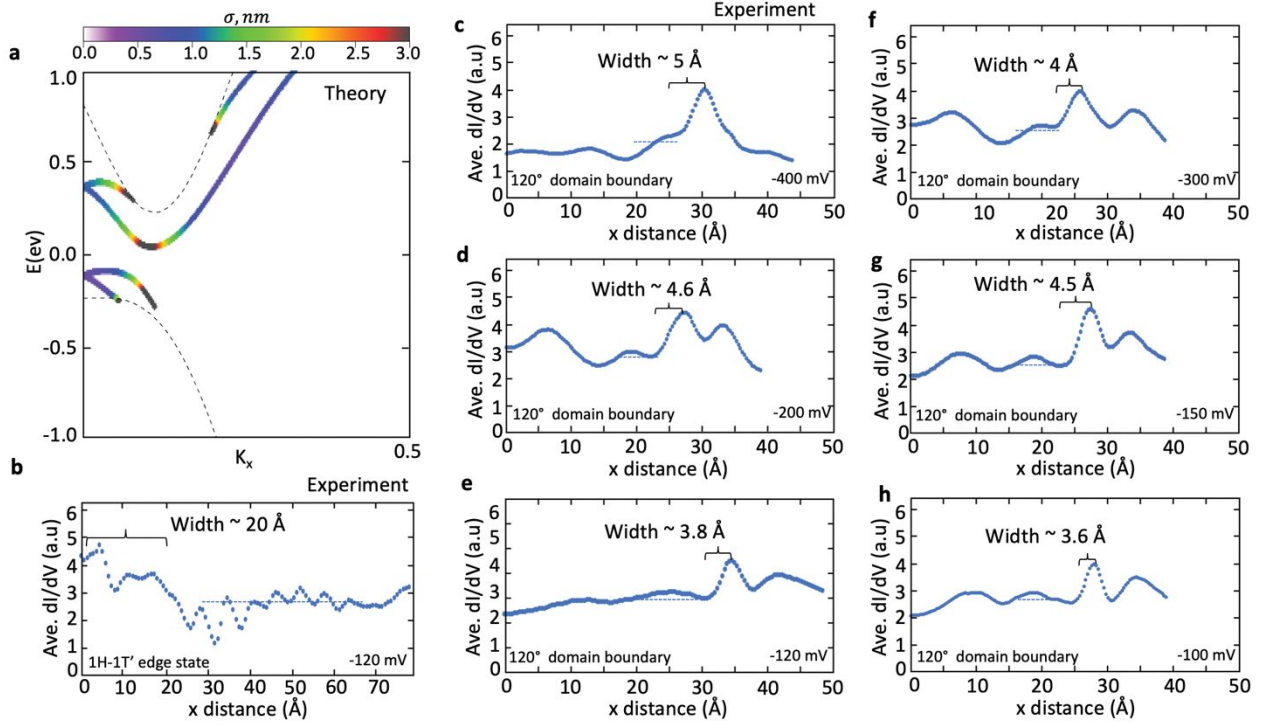 σ, nm
0.0 0.5 1.0 1.5 2.0 2.5 3.0
a
Theory
1.0
0.5
0.0
-0.5
-1.0
E(ev)
0.5
Kx
b
Experiment
Width ~ 20 Å
6
5
4
3
2
1
0
Ave. dI/dV (a.u)
1H-1T’ edge state
-120 mV
0 10 20 30 40 50 60 70
x distance (Å)
Experiment
c
Width ~ 5 Å
6
5
4
3
2
1
0
Ave. dI/dV (a.u)
120° domain boundary
-400 mV
0 10 20 30 40 50
x distance (Å)
d
Width ~ 4.6 Å
6
5
4
3
2
1
0
Ave. dI/dV (a.u)
120° domain boundary
-200 mV
0 10 20 30 40 50
x distance (Å)
e
Width ~ 3.8 Å
6
5
4
3
2
1
0
Ave. dI/dV (a.u)
120° domain boundary
-120 mV
0 10 20 30 40 50
x distance (Å)
f
Width ~ 4 Å
6
5
4
3
2
1
0
Ave. dI/dV (a.u)
120° domain boundary
-300 mV
0 10 20 30 40 50
x distance (Å)
g
Width ~ 4.5 Å
6
5
4
3
2
1
0
Ave. dI/dV (a.u)
120° domain boundary
-150 mV
0 10 20 30 40 50
x distance (Å)
h
Width ~ 3.6 Å
6
5
4
3
2
1
0
Ave. dI/dV (a.u)
120° domain boundary
-100 mV
0 10 20 30 40 50
x distance (Å)